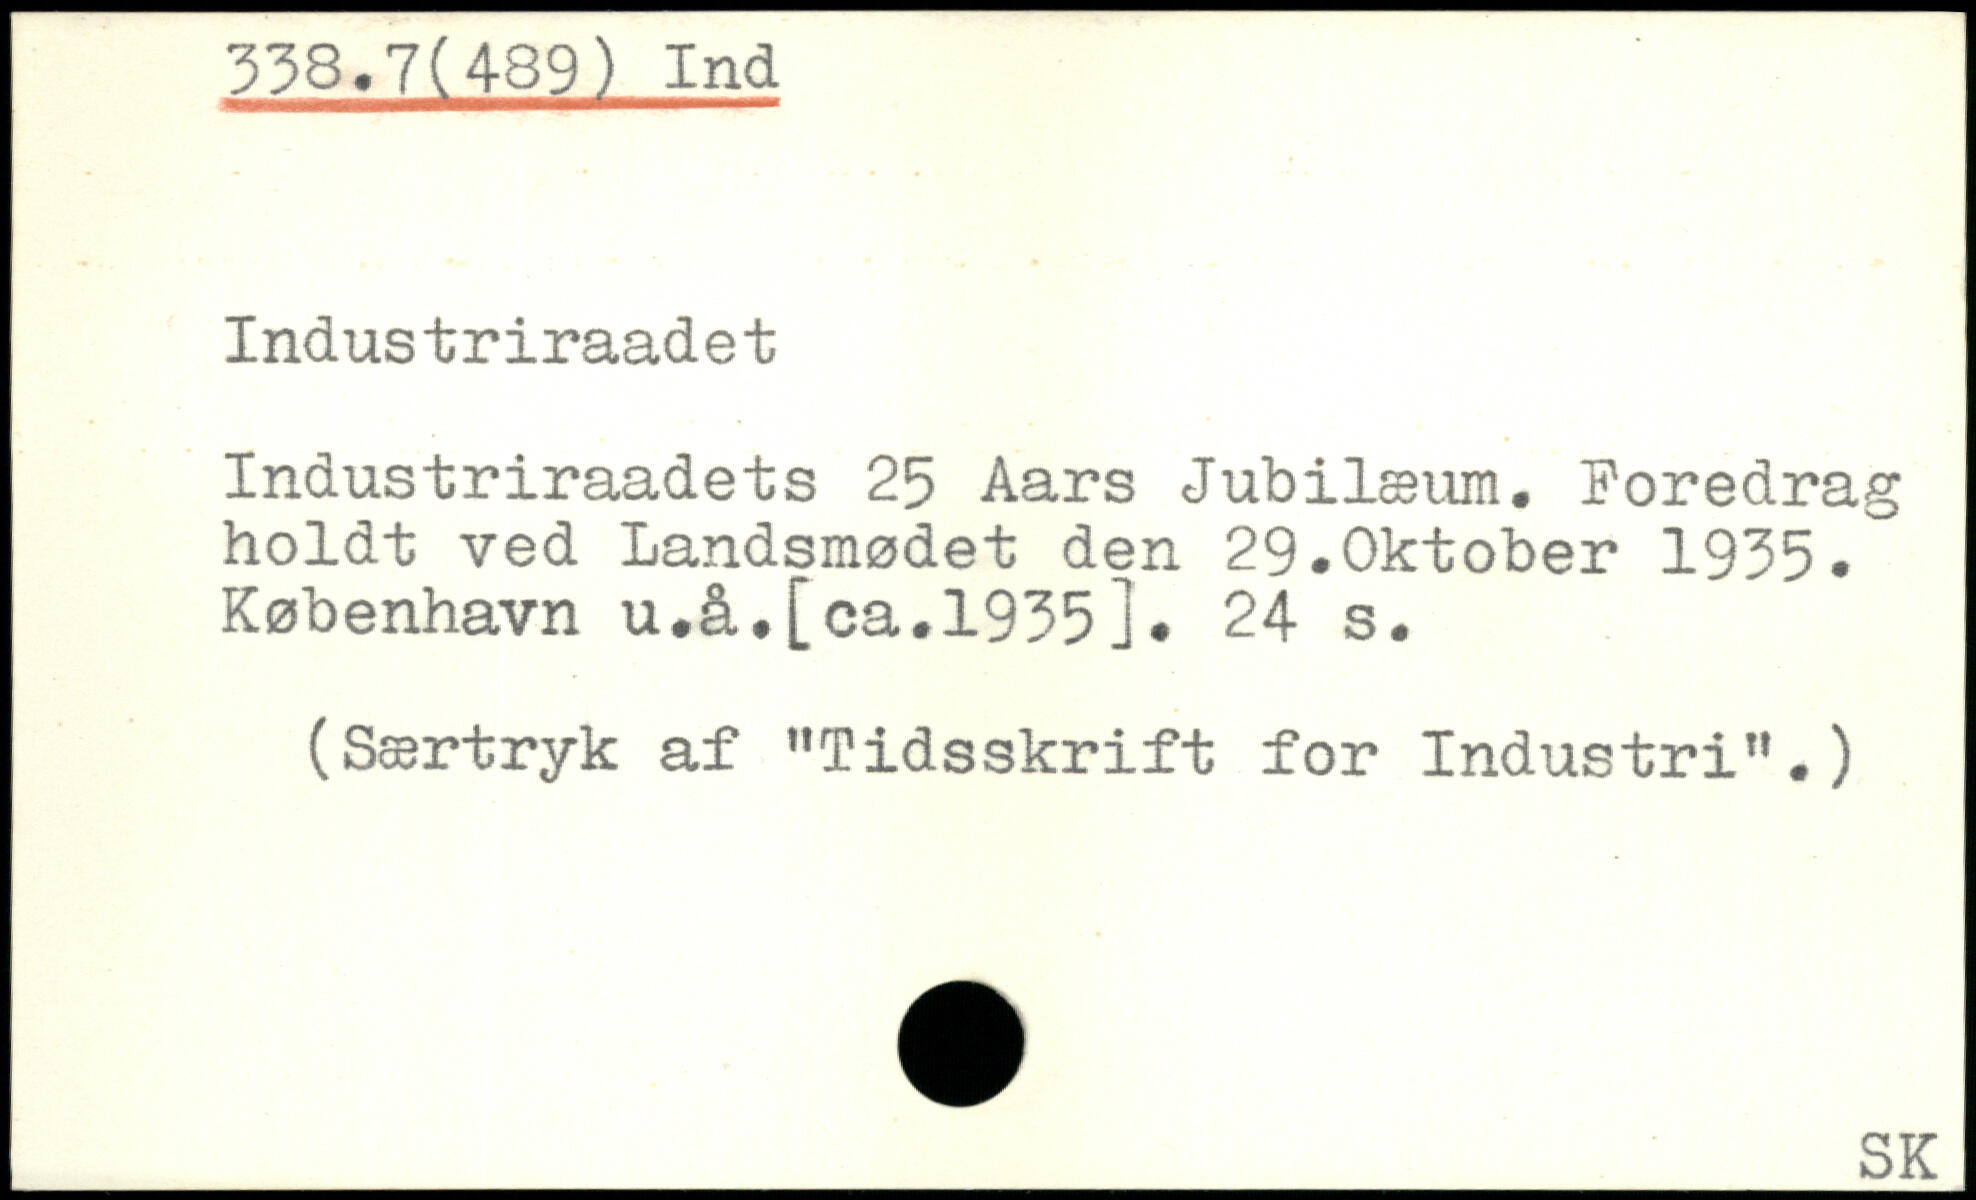 338.7(489) Ind
Industriraadet
Industriraadets 25 Aars Jubilæum. Foredrag
holdt ved Landsmødet den 29.Oktober 1935.
København u.å.[ca.1935]. 24 s.
(Særtryk af "Tidsskrift for Industri".)
SK